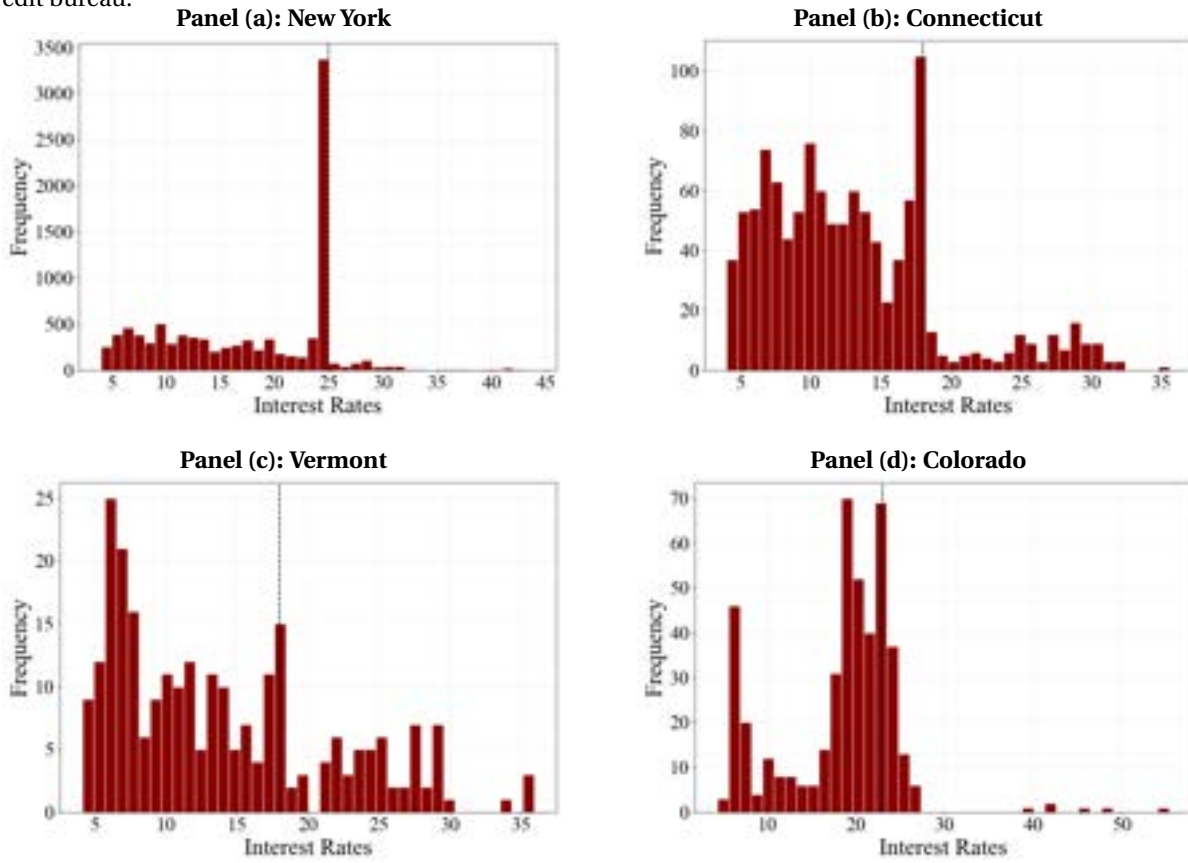 edit bureau.
Panel (a): New York
3500
3000
2500
2000
1500
1000
500
0
Frequency
5 10 15 20 25 30 35 40 45
Interest Rates
Panel (b): Connecticut
100
80
60
40
20
0
Frequency
5 10 15 20 25 30 35
Interest Rates
Panel (c): Vermont
25
20
15
10
5
0
Frequency
5 10 15 20 25 30 35
Interest Rates
Panel (d): Colorado
70
60
50
40
30
20
10
0
Frequency
10 20 30 40 50
Interest Rates